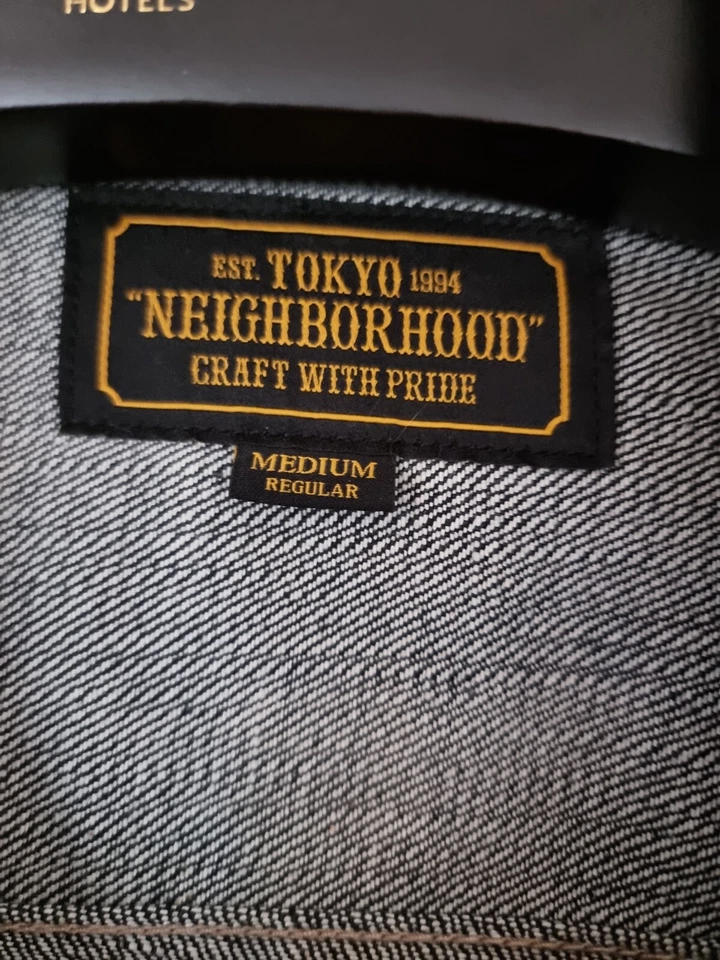 HOTELS
EST. TOKYO 1994
"NEIGHBORHOOD"
CRAFT WITH PRIDE
MEDIUM
REGULAR